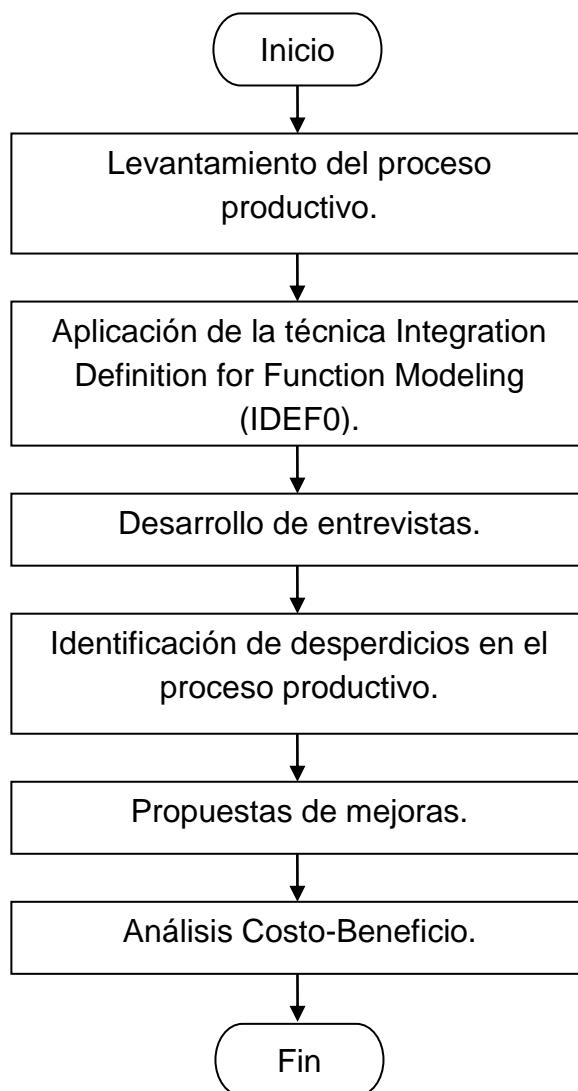 Inicio
Levantamiento del proceso
productivo.
Aplicación de la técnica Integration
Definition for Function Modeling
(IDEF0).
Desarrollo de entrevistas.
Identificación de desperdicios en el
proceso productivo.
Propuestas de mejoras.
Análisis Costo-Beneficio.
Fin